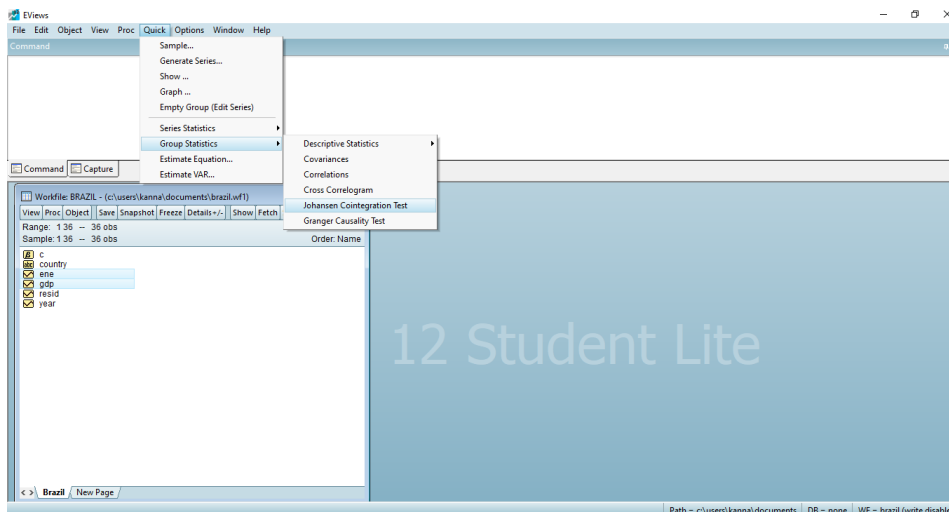 EViews
File Edit Object View Proc Quick Options Window Help
Command
Sample...
Generate Series...
Show ...
Graph ...
Empty Group (Edit Series)
Series Statistics
Group Statistics
Estimate Equation...
Estimate VAR...
Descriptive Statistics
Covariances
Correlations
Cross Correlogram
Johansen Cointegration Test
Granger Causality Test
Command Capture
Workfile: BRAZIL - (c:\users\kanna\documents\brazil.wf1)
View Proc Object Save Snapshot Freeze Details+/- Show Fetch
Range: 1 36 -- 36 obs
Sample: 1 36 -- 36 obs Order: Name
c
country
ene
gdp
resid
year
12 Student Lite
Brazil New Page
Path = c:\users\kanna\documents DB = none WF = brazil (write disable